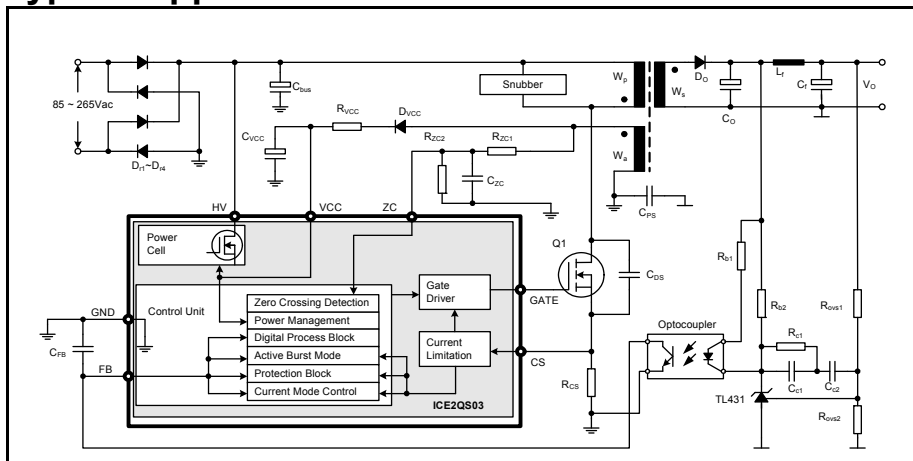 85 ~ 265Vac
Dr1~Dr4
Cbus
Snubber
Wp
Ws
DO
CO
Lf
Cf
VO
CVCC
RVCC
DVCC
RZC2
RZC1
CZC
Wa
CPS
HV
VCC
ZC
Power
Cell
Q1
CDS
Rb1
GND
Control Unit
Zero Crossing Detection
Power Management
Digital Process Block
Active Burst Mode
Protection Block
Current Mode Control
Gate
Driver
GATE
Current
Limitation
CS
CFB
FB
ICE2QS03
RCS
Optocoupler
Rb2
Rovs1
Rc1
Cc1
Cc2
TL431
Rovs2